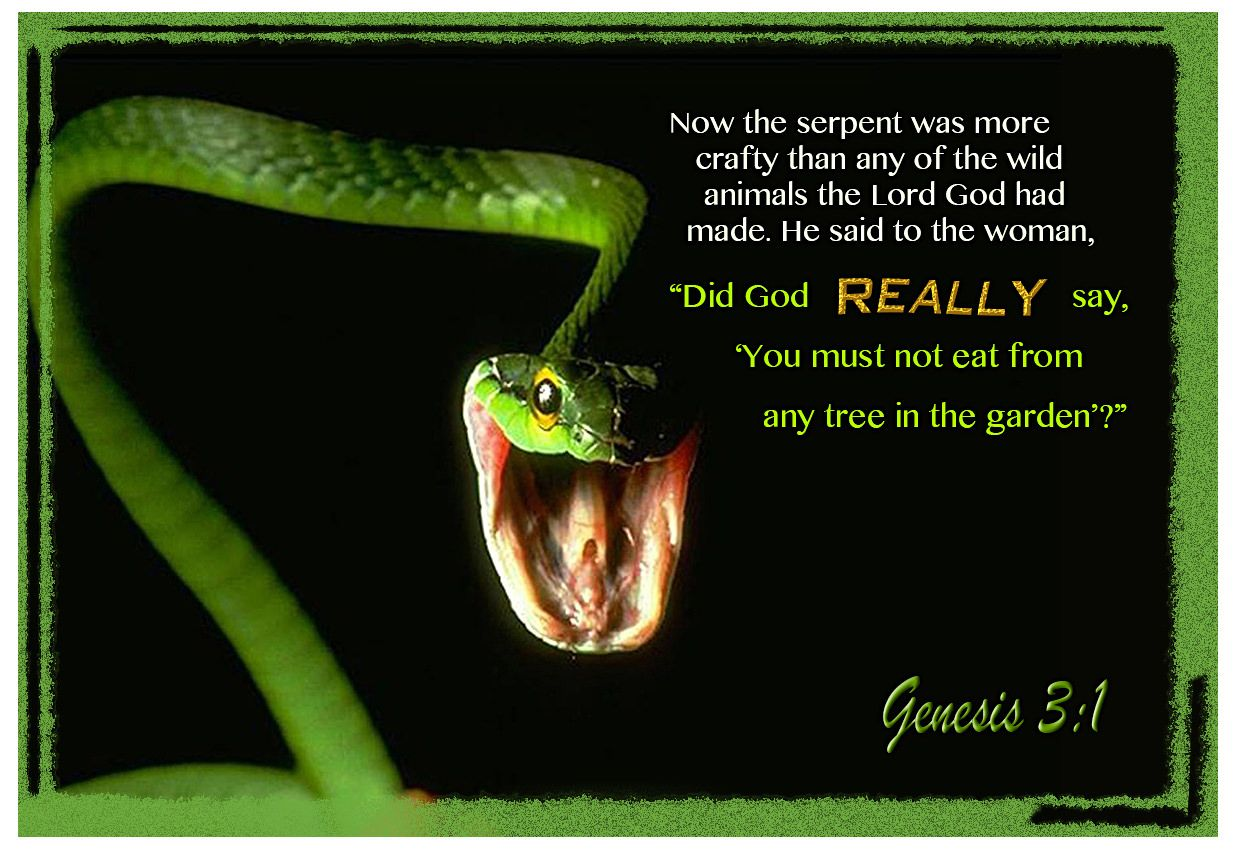 Now the serpent was more
crafty than any of the wild
animals the Lord God had
made. He said to the woman,
“Did God REALLY say,
‘You must not eat from
any tree in the garden’?”
Genesis 3:1